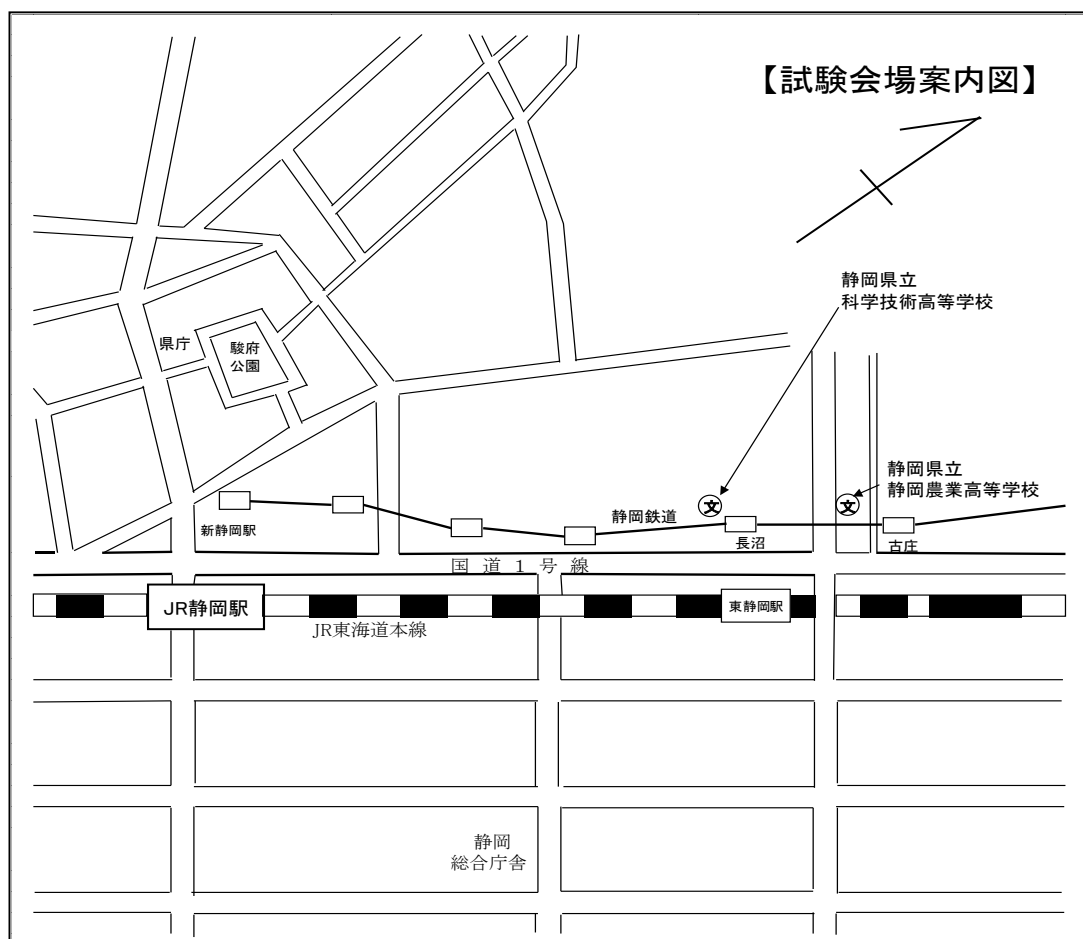 【試験会場案内図】
静岡県立
科学技術高等学校
県庁
駿府
公園
静岡県立
静岡農業高等学校
文
文
静岡鉄道
新静岡駅
長沼
古庄
国道1号線
JR静岡駅
東静岡駅
JR東海道本線
静岡
総合庁舎